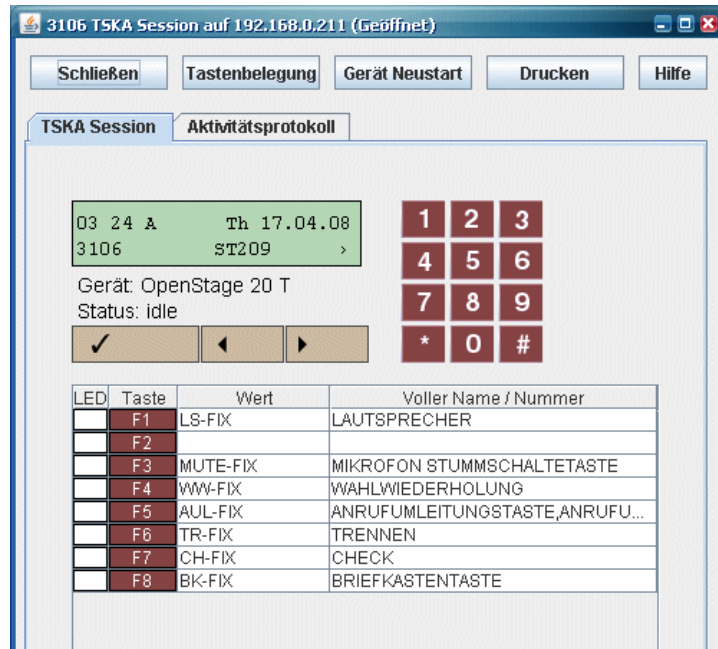 3106 TSKA Session auf 192.168.0.211 (Geöffnet)
Schließen Tastenbelegung Gerät Neustart Drucken Hilfe
TSKA Session Aktivitätsprotokoll
03 24 A Th 17.04.08
3106 ST209 ›
Gerät: OpenStage 20 T
Status: idle
1 2 3
4 5 6
7 8 9
* 0 #
LED Taste Wert Voller Name / Nummer
F1 LS-FIX LAUTSPRECHER
F2
F3 MUTE-FIX MIKROFON STUMMSCHALTETASTE
F4 WW-FIX WAHLWIEDERHOLUNG
F5 AUL-FIX ANRUFUMLEITUNGSTASTE,ANRUFU...
F6 TR-FIX TRENNEN
F7 CH-FIX CHECK
F8 BK-FIX BRIEFKASTENTASTE